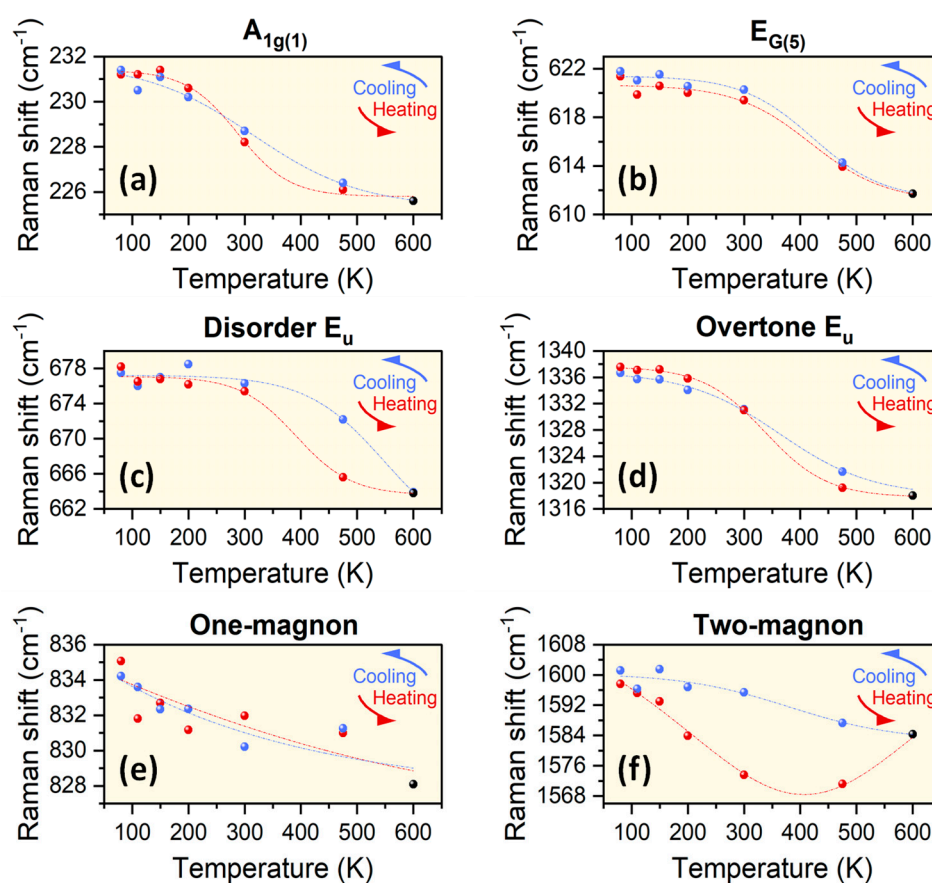 A1g(1)
232
230
228
226
Raman shift (cm-1)
Cooling
Heating
(a)
100 200 300 400 500 600
Temperature (K)
EG(5)
622
618
614
610
Raman shift (cm-1)
Cooling
Heating
(b)
100 200 300 400 500 600
Temperature (K)
Disorder Eu
678
674
670
666
662
Raman shift (cm-1)
Cooling
Heating
(c)
100 200 300 400 500 600
Temperature (K)
Overtone Eu
1340
1336
1332
1328
1324
1320
1316
Raman shift (cm-1)
Cooling
Heating
(d)
100 200 300 400 500 600
Temperature (K)
One-magnon
836
834
832
830
828
Raman shift (cm-1)
Cooling
Heating
(e)
100 200 300 400 500 600
Temperature (K)
Two-magnon
1608
1600
1592
1584
1576
1568
Raman shift (cm-1)
Cooling
Heating
(f)
100 200 300 400 500 600
Temperature (K)